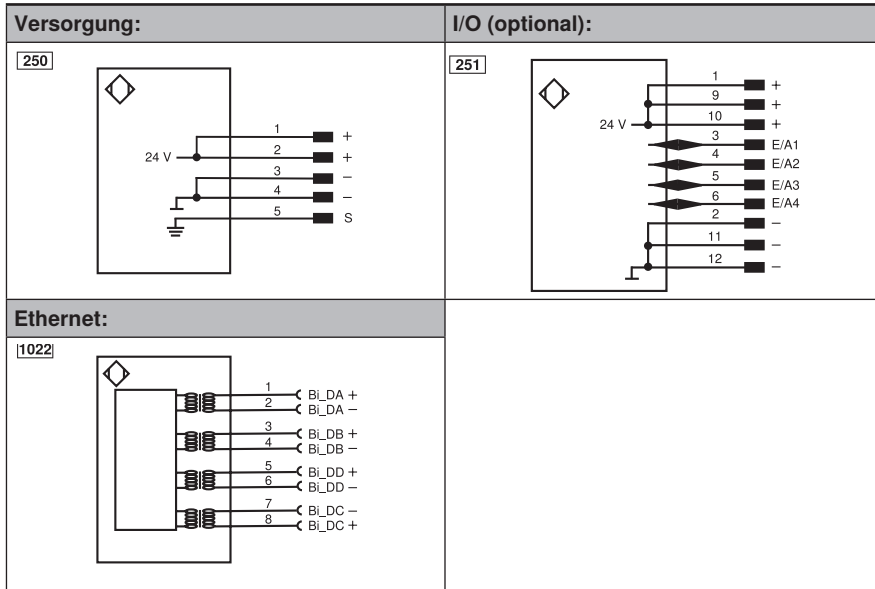 Versorgung:
250
24 V
1 +
2 +
3 −
4 −
5 S
I/O (optional):
251
24 V
1 +
9 +
10 +
3 E/A1
4 E/A2
5 E/A3
6 E/A4
2 −
11 −
12 −
Ethernet:
1022
1 Bi_DA +
2 Bi_DA −
3 Bi_DB +
4 Bi_DB −
5 Bi_DD +
6 Bi_DD −
7 Bi_DC −
8 Bi_DC +